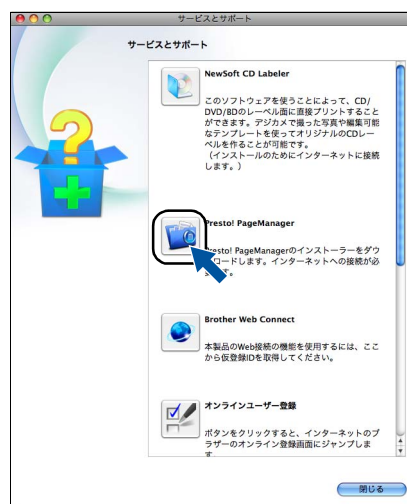 サービスとサポート
サービスとサポート
NewSoft CD Labeler
このソフトウェアを使うことによって、CD/
DVD/BDのレーベル面に直接プリントすること
ができます。デジカメで撮った写真や編集可能
なテンプレートを使ってオリジナルのCDレー
ベルを作ることが可能です。
(インストールのためにインターネットに接続
します。)
Presto! PageManager
Presto! PageManagerのインストーラーをダウ
ロードします。インターネットへの接続が必
です。
Brother Web Connect
本製品のWeb接続の機能を使用するには、ここ
から仮登録IDを取得してください。
オンラインユーザー登録
ボタンをクリックすると、インターネットのブ
ラウザーのオンライン登録画面にジャンプしま
す。
閉じる